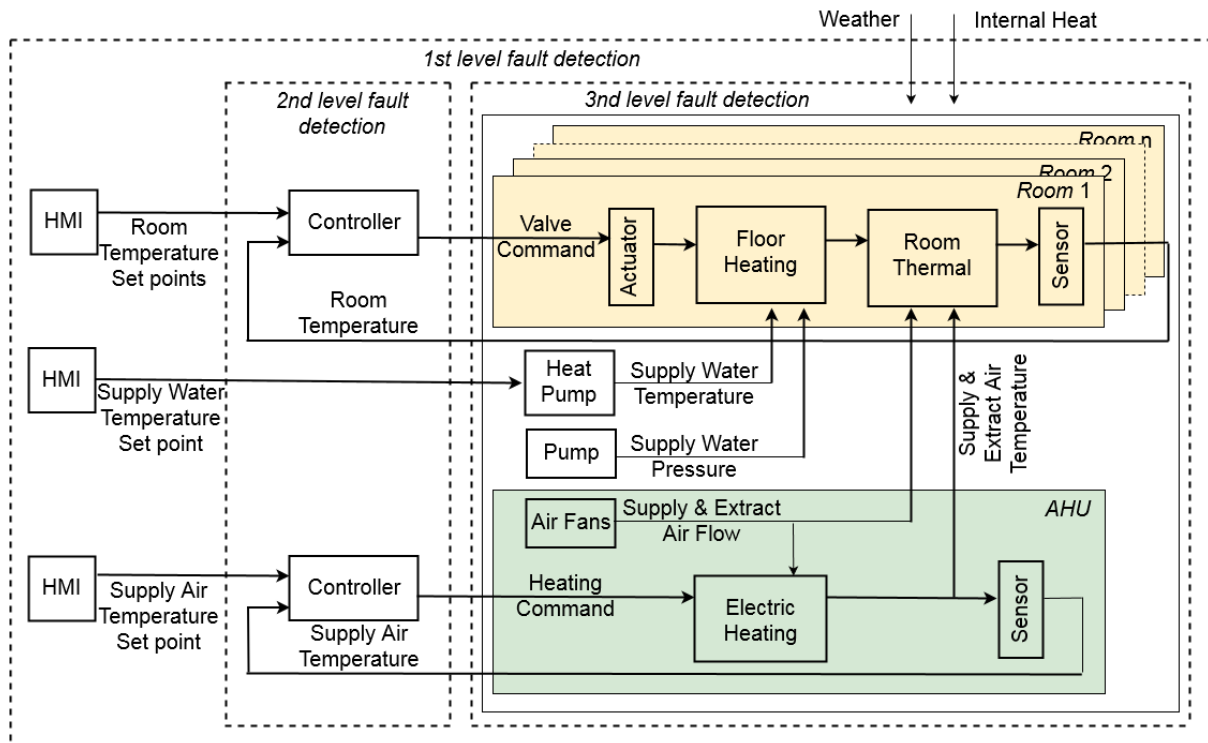 Weather
Internal Heat
1st level fault detection
2nd level fault
detection
3nd level fault detection
Room n
Room 2
Room 1
HMI
Room
Temperature
Set points
Controller
Valve
Command
Actuator
Floor
Heating
Room
Thermal
Sensor
Room
Temperature
HMI
Supply Water
Temperature
Set point
Heat
Pump
Supply Water
Temperature
Pump
Supply Water
Pressure
Supply &
Extract Air
Temperature
AHU
Air Fans
Supply & Extract
Air Flow
HMI
Supply Air
Temperature
Set point
Controller
Heating
Command
Electric
Heating
Sensor
Supply Air
Temperature